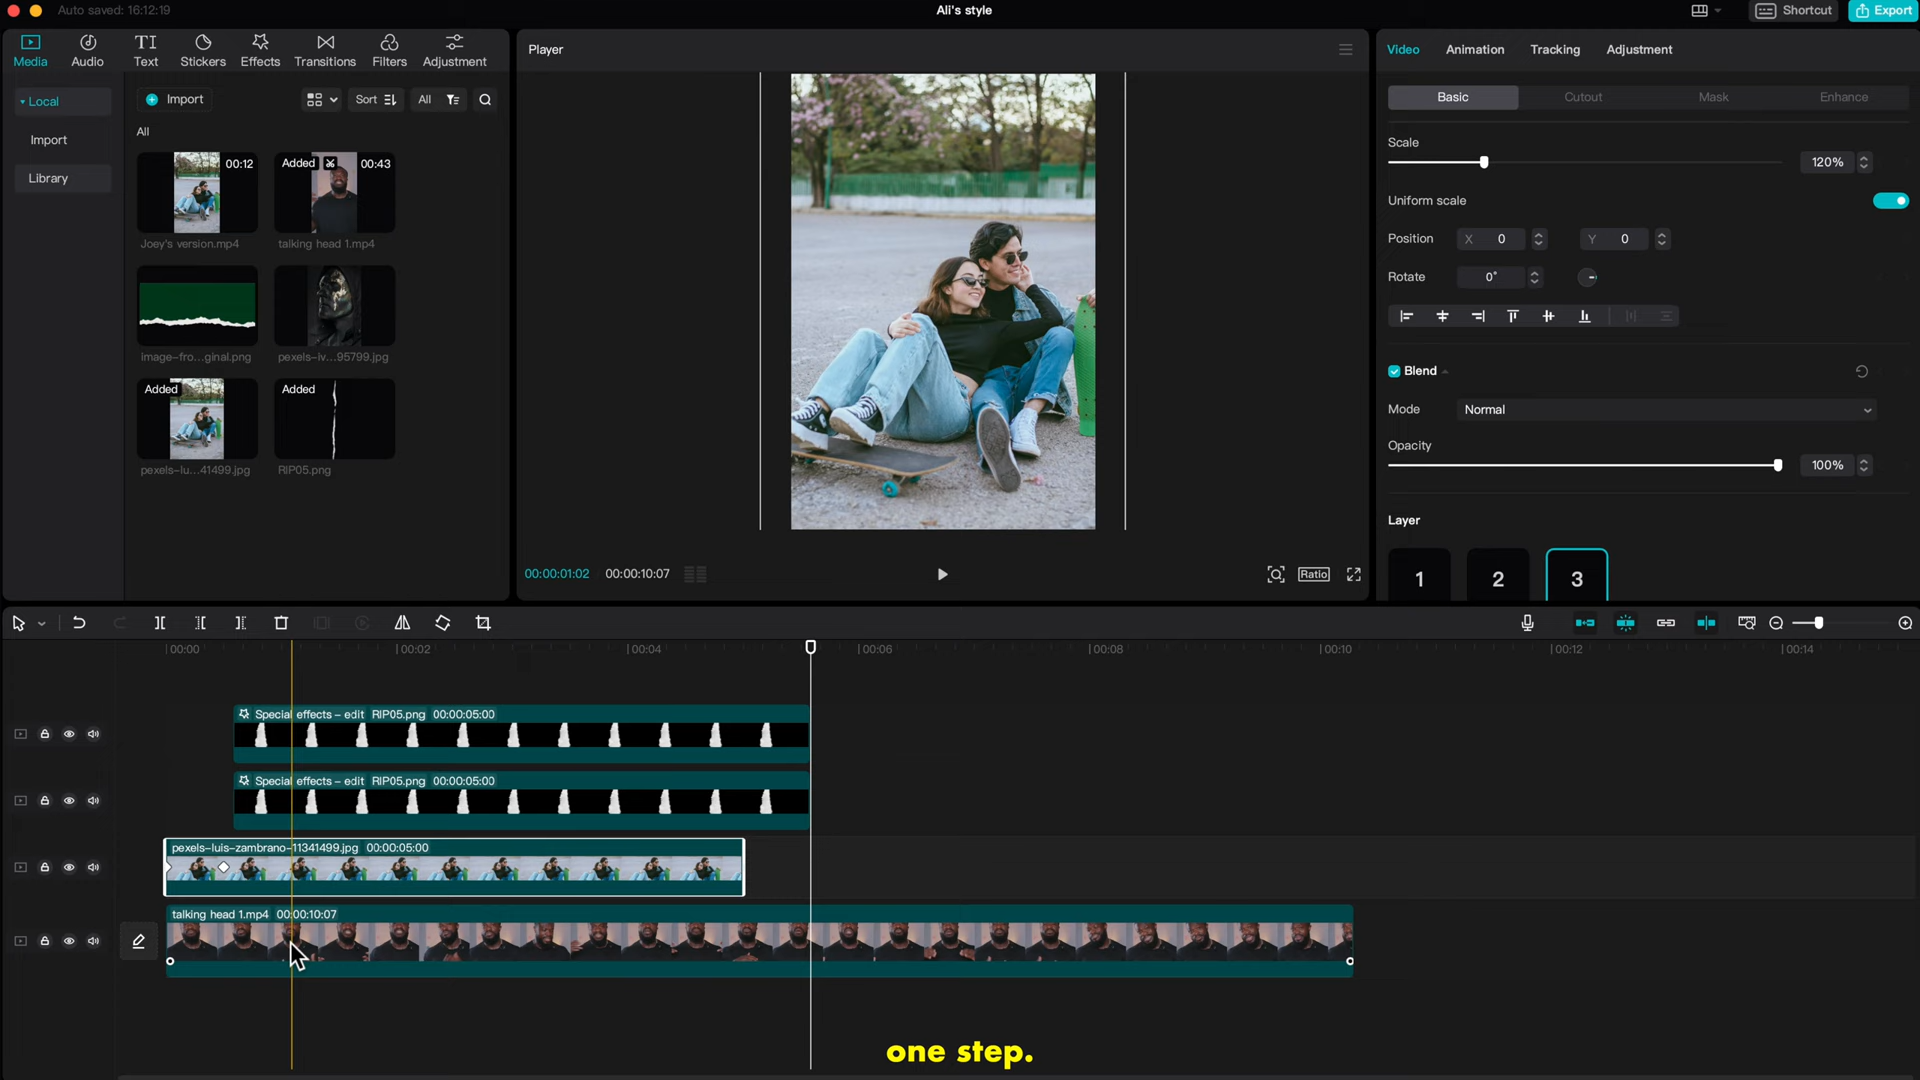 Auto saved: 16:12:19
Ali's style
Shortcut
Export
Media
Audio
Text
Stickers
Effects
Transitions
Filters
Adjustment
Local
Import
Library
Import
Sort
All
All
00:12
Joey's version.mp4
Added
00:43
talking head 1.mp4
image-fro...ginal.png
pexels-iv...95799.jpg
Added
pexels-lu...41499.jpg
Added
RIP05.png
Player
00:00:01:02
00:00:10:07
Ratio
Video
Animation
Tracking
Adjustment
Basic
Cutout
Mask
Enhance
Scale
120%
Uniform scale
Position
X 0
Y 0
Rotate
0°
Blend
Mode
Normal
Opacity
100%
Layer
1
2
3
00:00
00:02
00:04
00:06
00:08
00:10
00:12
00:14
Special effects – edit RIP05.png 00:00:05:00
Special effects – edit RIP05.png 00:00:05:00
pexels-luis-zambrano-11341499.jpg 00:00:05:00
talking head 1.mp4 00:00:10:07
one step.